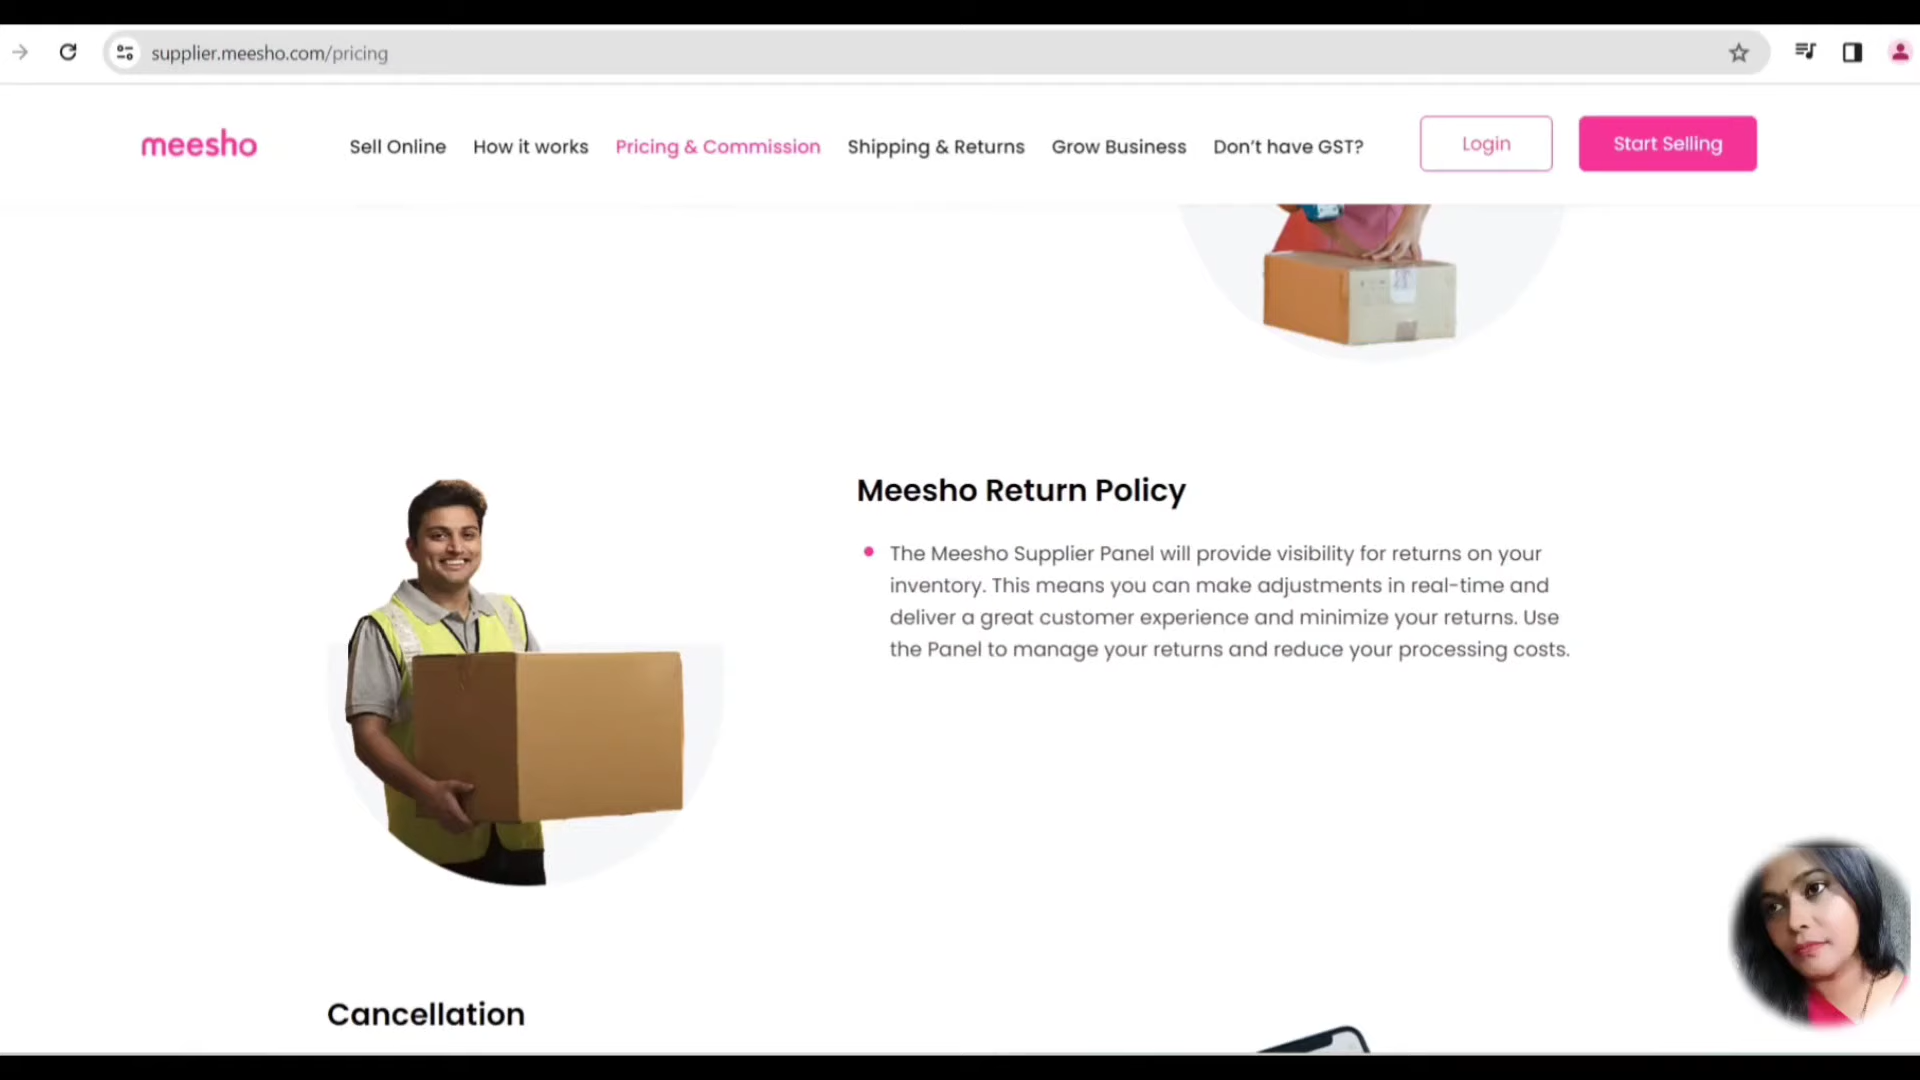 supplier.meesho.com/pricing
meesho
Sell Online
How it works
Pricing & Commission
Shipping & Returns
Grow Business
Don't have GST?
Login
Start Selling
Meesho Return Policy
The Meesho Supplier Panel will provide visibility for returns on your
inventory. This means you can make adjustments in real-time and
deliver a great customer experience and minimize your returns. Use
the Panel to manage your returns and reduce your processing costs.
Cancellation